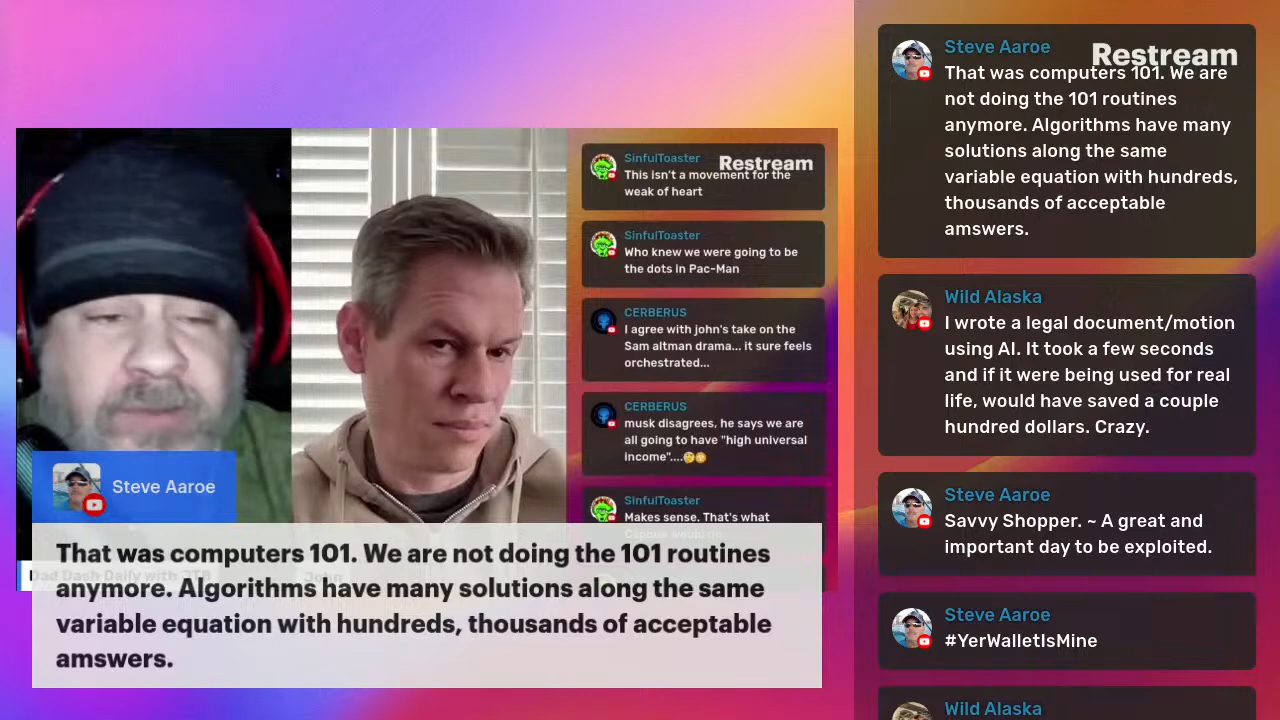 SinfulToaster
Restream
This isn't a movement for the
weak of heart
SinfulToaster
Who knew we were going to be
the dots in Pac-Man
CERBERUS
I agree with john's take on the
Sam altman drama... it sure feels
orchestrated...
CERBERUS
musk disagrees, he says we are
all going to have "high universal
income"....🤔😳
SinfulToaster
Makes sense. That's what
Steve Aaroe
That was computers 101. We are not doing the 101 routines
anymore. Algorithms have many solutions along the same
variable equation with hundreds, thousands of acceptable
amswers.
Dad Dash Daily with JTB
John
Steve Aaroe
Restream
That was computers 101. We are
not doing the 101 routines
anymore. Algorithms have many
solutions along the same
variable equation with hundreds,
thousands of acceptable
amswers.
Wild Alaska
I wrote a legal document/motion
using AI. It took a few seconds
and if it were being used for real
life, would have saved a couple
hundred dollars. Crazy.
Steve Aaroe
Savvy Shopper. ~ A great and
important day to be exploited.
Steve Aaroe
#YerWalletIsMine
Wild Alaska